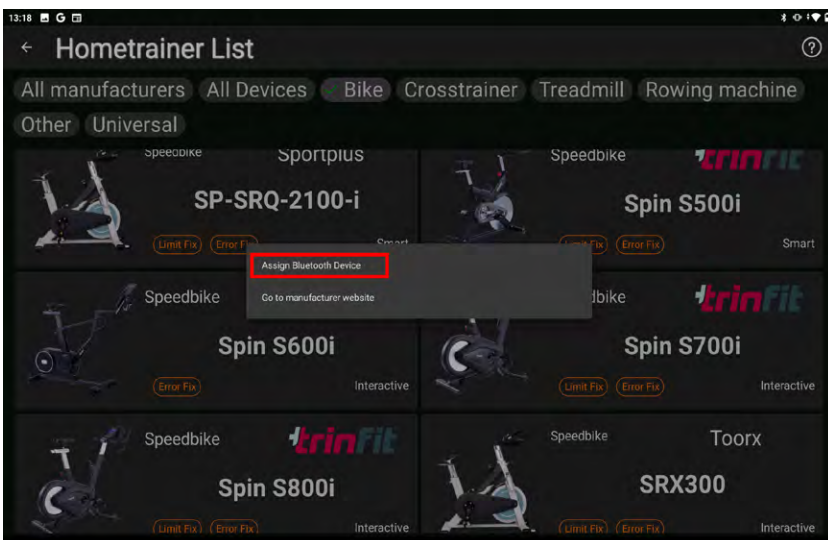 13:18 G
Hometrainer List
All manufacturers All Devices Bike Crosstrainer Treadmill Rowing machine
Other Universal
Speedbike Sportplus
SP-SRQ-2100-i
Limit Fix Error Fix Smart
Speedbike trinfit
Spin S500i
Limit Fix Error Fix Smart
Assign Bluetooth Device
Go to manufacturer website
Speedbike
Spin S600i
Error Fix Interactive
dbike trinfit
Spin S700i
Limit Fix Error Fix Interactive
Speedbike trinfit
Spin S800i
Limit Fix Error Fix Interactive
Speedbike Toorx
SRX300
Limit Fix Error Fix Interactive